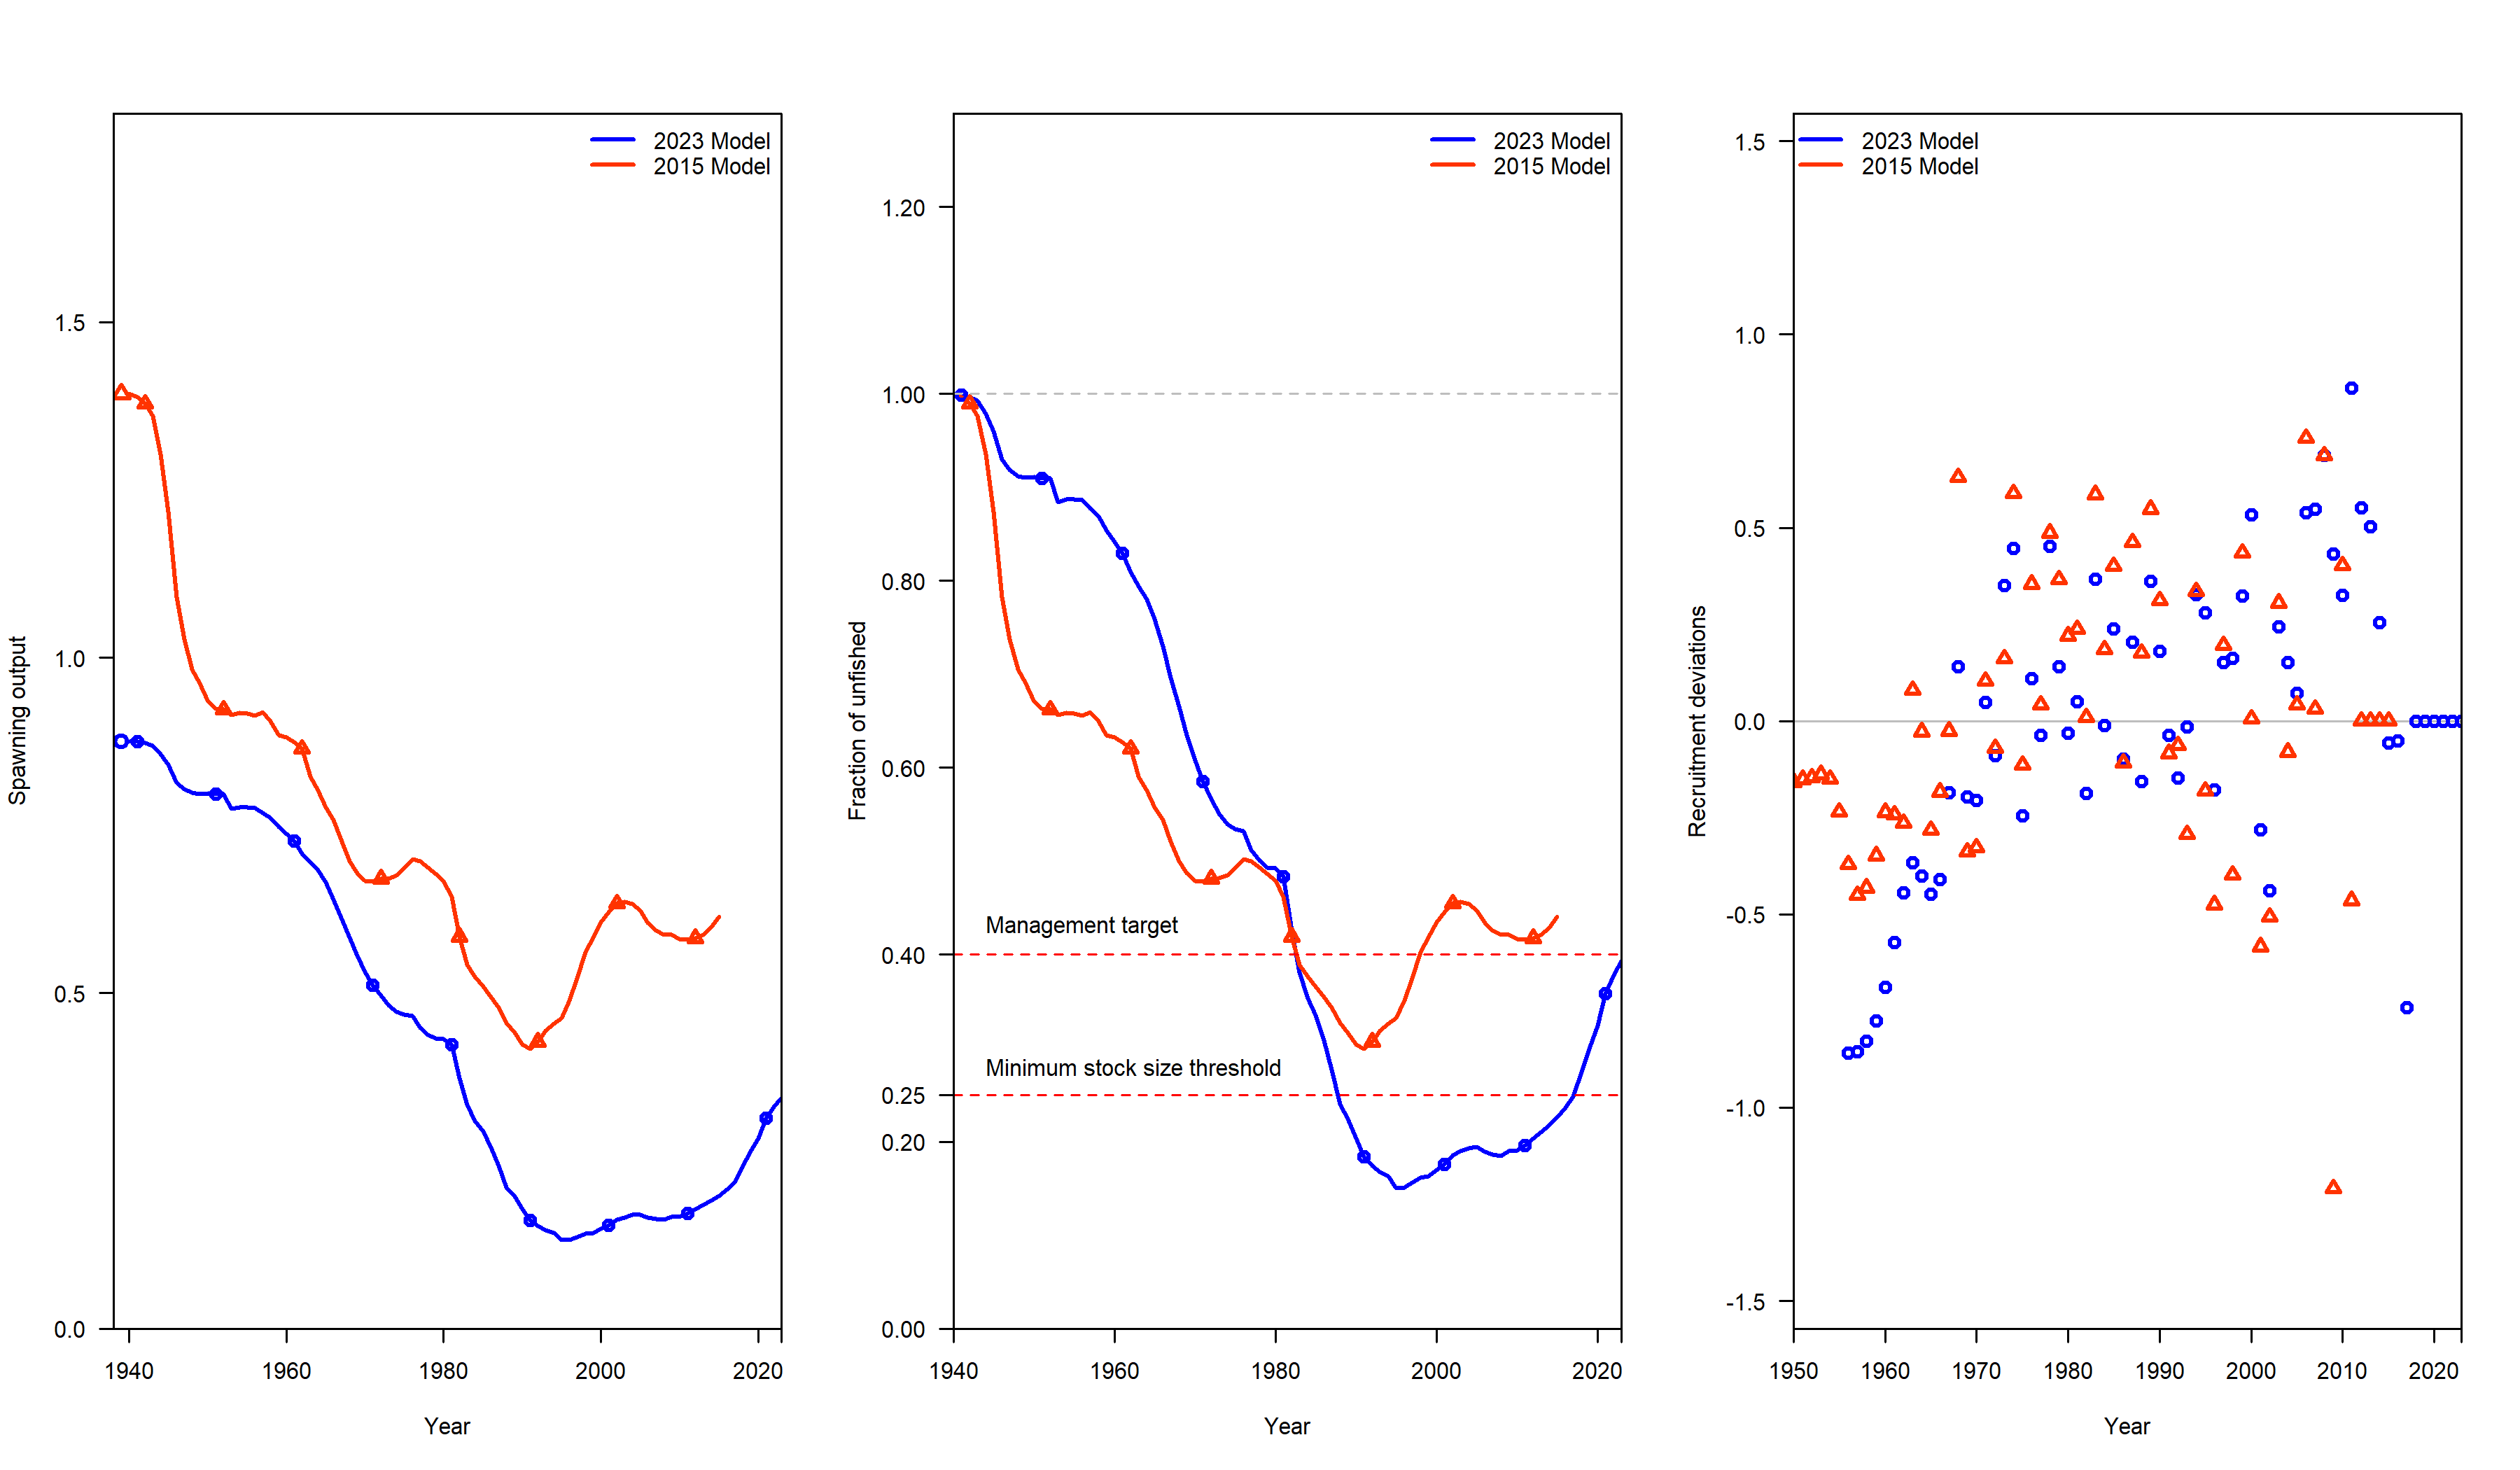 2023 Model
2015 Model
1.5
1.0
0.5
0.0
Spawning output
1940
1960
1980
2000
2020
Year
2023 Model
2015 Model
1.20
1.00
0.80
0.60
0.40
0.25
0.20
0.00
Fraction of unfished
Management target
Minimum stock size threshold
1940
1960
1980
2000
2020
Year
2023 Model
2015 Model
1.5
1.0
0.5
0.0
-0.5
-1.0
-1.5
Recruitment deviations
1950
1960
1970
1980
1990
2000
2010
2020
Year